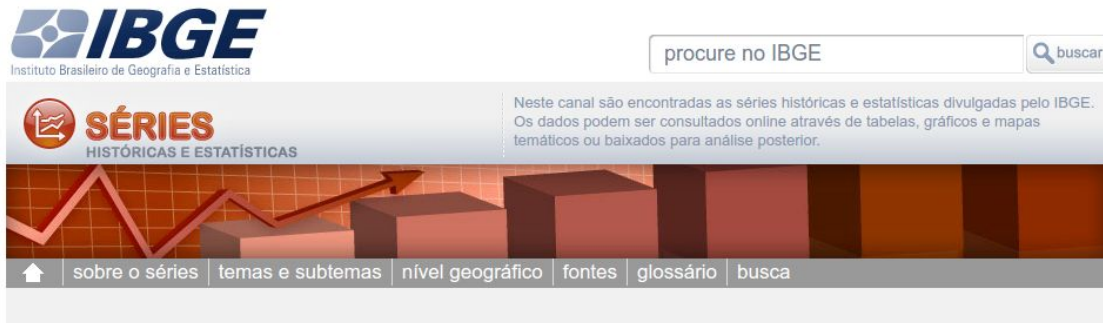 IBGE
Instituto Brasileiro de Geografia e Estatística
procure no IBGE
buscar
SÉRIES
HISTÓRICAS E ESTATÍSTICAS
Neste canal são encontradas as séries históricas e estatísticas divulgadas pelo IBGE.
Os dados podem ser consultados online através de tabelas, gráficos e mapas
temáticos ou baixados para análise posterior.
sobre o séries
temas e subtemas
nível geográfico
fontes
glossário
busca